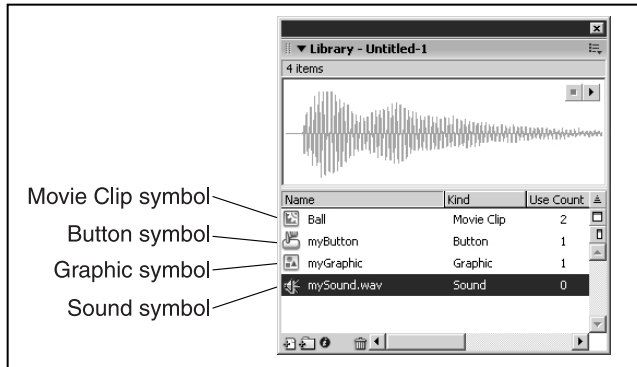 Library - Untitled-1
4 items
Name Kind Use Count
Movie Clip symbol Ball Movie Clip 2
Button symbol myButton Button 1
Graphic symbol myGraphic Graphic 1
Sound symbol mySound.wav Sound 0